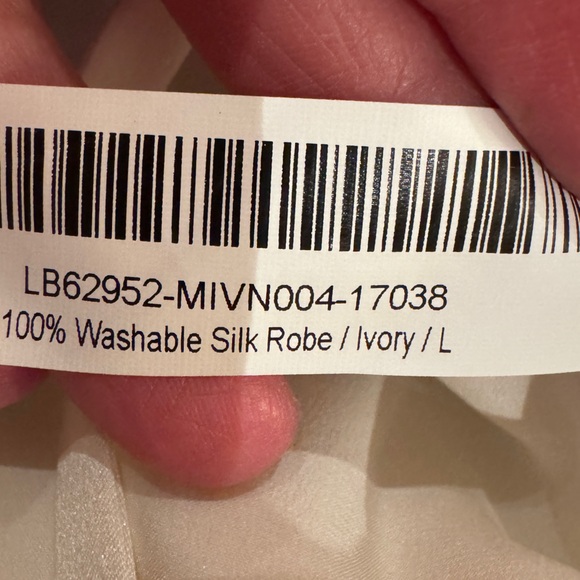 LB62952-MIVN004-17038
100% Washable Silk Robe / Ivory / L